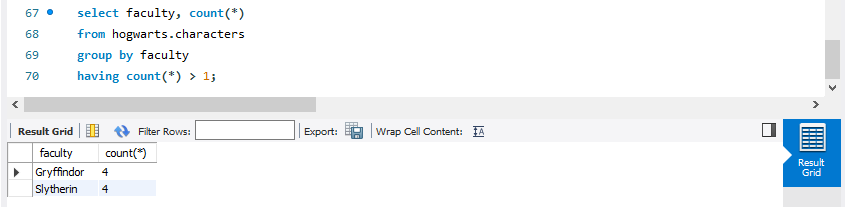 67 select faculty, count(*)
68 from hogwarts.characters
69 group by faculty
70 having count(*) > 1;
Result Grid Filter Rows: Export: Wrap Cell Content: IA
faculty count(*)
Gryffindor 4
Slytherin 4
Result
Grid